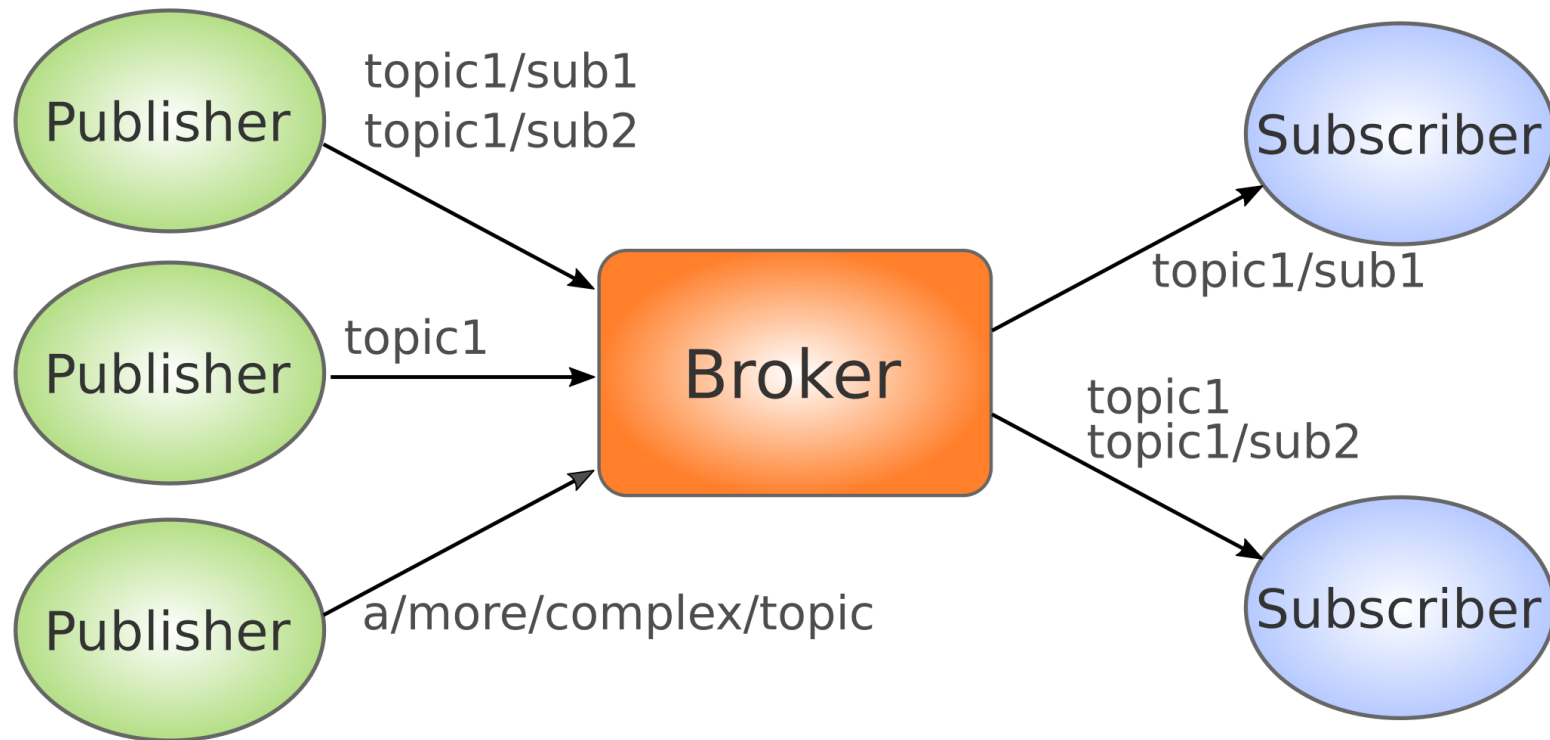 Publisher
topic1/sub1
topic1/sub2
Publisher
topic1
Publisher
a/more/complex/topic
Broker
Subscriber
topic1/sub1
topic1
topic1/sub2
Subscriber